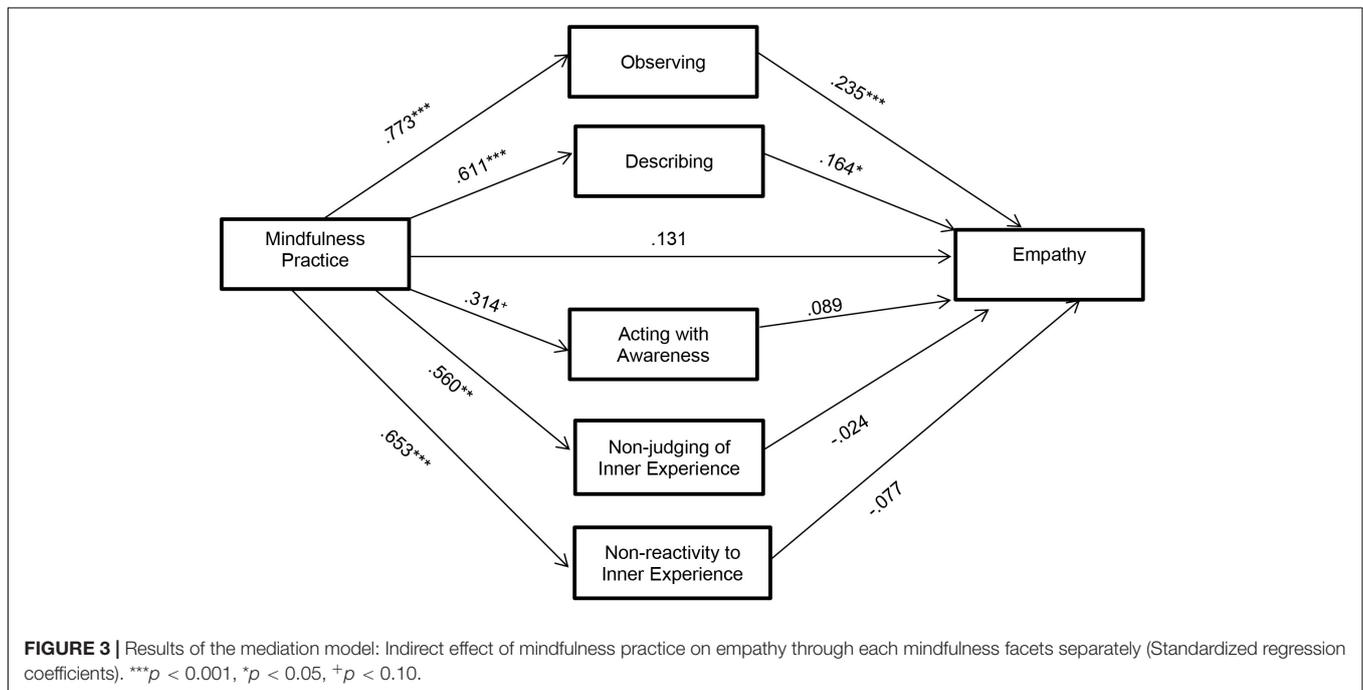 Observing
.773***
.235***
Describing
.611***
.164*
Mindfulness
Practice
.131
Empathy
.314+
Acting with
Awareness
.089
.560**
Non-judging of
Inner Experience
-.024
.653***
Non-reactivity to
Inner Experience
-.077
FIGURE 3 | Results of the mediation model: Indirect effect of mindfulness practice on empathy through each mindfulness facets separately (Standardized regression
coefficients). ***p < 0.001, *p < 0.05, +p < 0.10.